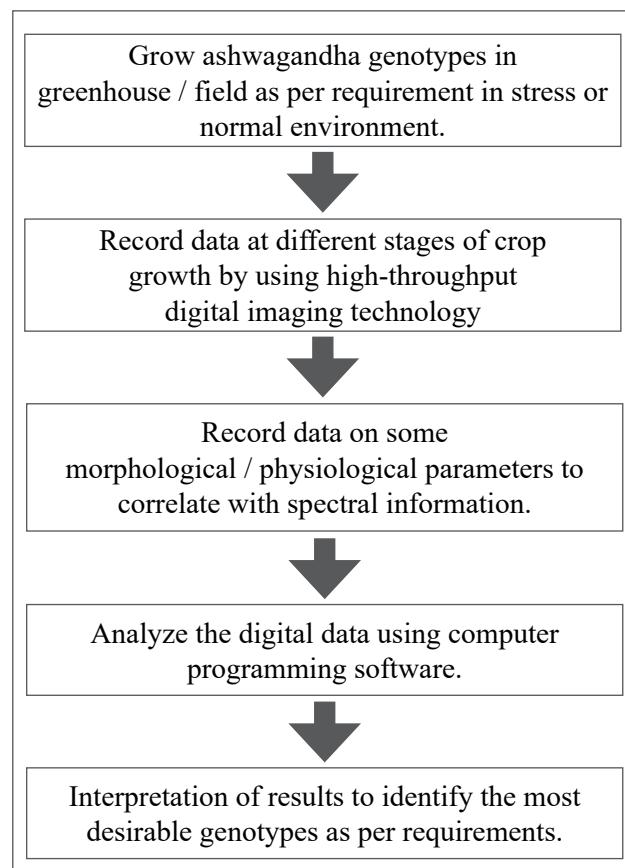 Grow ashwagandha genotypes in
greenhouse / field as per requirement in stress or
normal environment.
Record data at different stages of crop
growth by using high-throughput
digital imaging technology
Record data on some
morphological / physiological parameters to
correlate with spectral information.
Analyze the digital data using computer
programming software.
Interpretation of results to identify the most
desirable genotypes as per requirements.